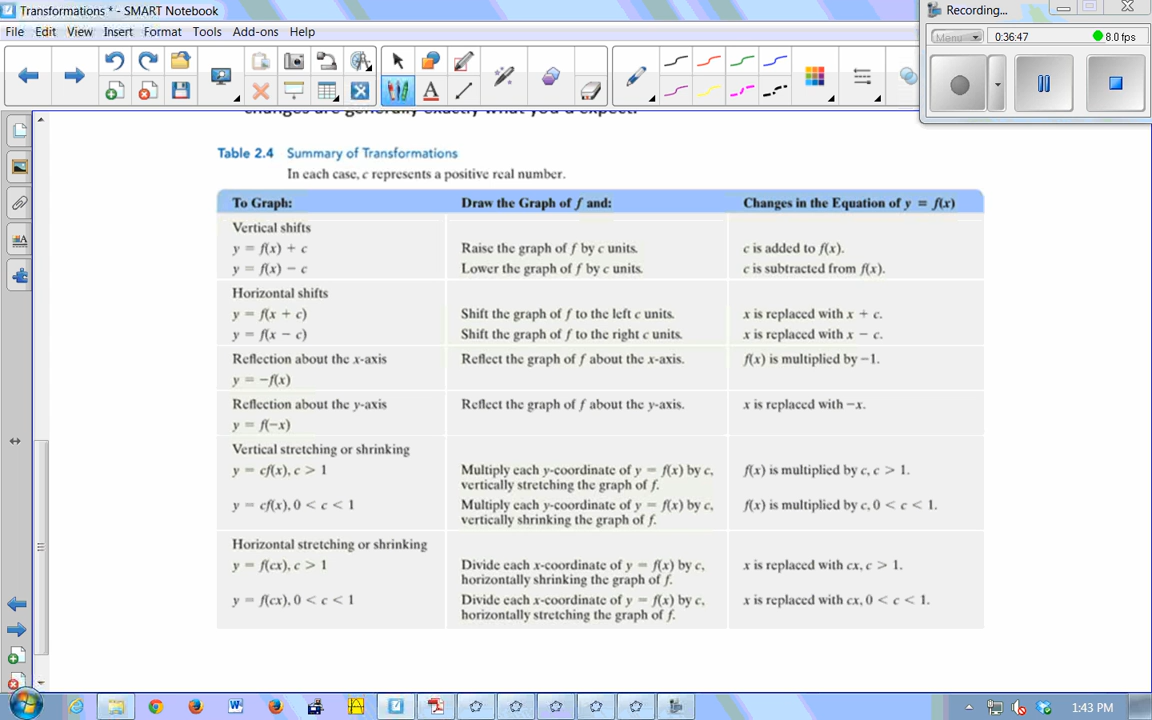 Transformations * - SMART Notebook
Recording...
File Edit View Insert Format Tools Add-ons Help
Menu 0:36:47 8.0 fps
changes are generally exactly what you'd expect.
Table 2.4 Summary of Transformations
In each case, c represents a positive real number.
To Graph: Draw the Graph of f and: Changes in the Equation of y = f(x)
Vertical shifts
y = f(x) + c Raise the graph of f by c units. c is added to f(x).
y = f(x) − c Lower the graph of f by c units. c is subtracted from f(x).
Horizontal shifts
y = f(x + c) Shift the graph of f to the left c units. x is replaced with x + c.
y = f(x − c) Shift the graph of f to the right c units. x is replaced with x − c.
Reflection about the x-axis Reflect the graph of f about the x-axis. f(x) is multiplied by −1.
y = −f(x)
Reflection about the y-axis Reflect the graph of f about the y-axis. x is replaced with −x.
y = f(−x)
Vertical stretching or shrinking
y = cf(x), c > 1 Multiply each y-coordinate of y = f(x) by c, f(x) is multiplied by c, c > 1.
vertically stretching the graph of f.
y = cf(x), 0 < c < 1 Multiply each y-coordinate of y = f(x) by c, f(x) is multiplied by c, 0 < c < 1.
vertically shrinking the graph of f.
Horizontal stretching or shrinking
y = f(cx), c > 1 Divide each x-coordinate of y = f(x) by c, x is replaced with cx, c > 1.
horizontally shrinking the graph of f.
y = f(cx), 0 < c < 1 Divide each x-coordinate of y = f(x) by c, x is replaced with cx, 0 < c < 1.
horizontally stretching the graph of f.
1:43 PM